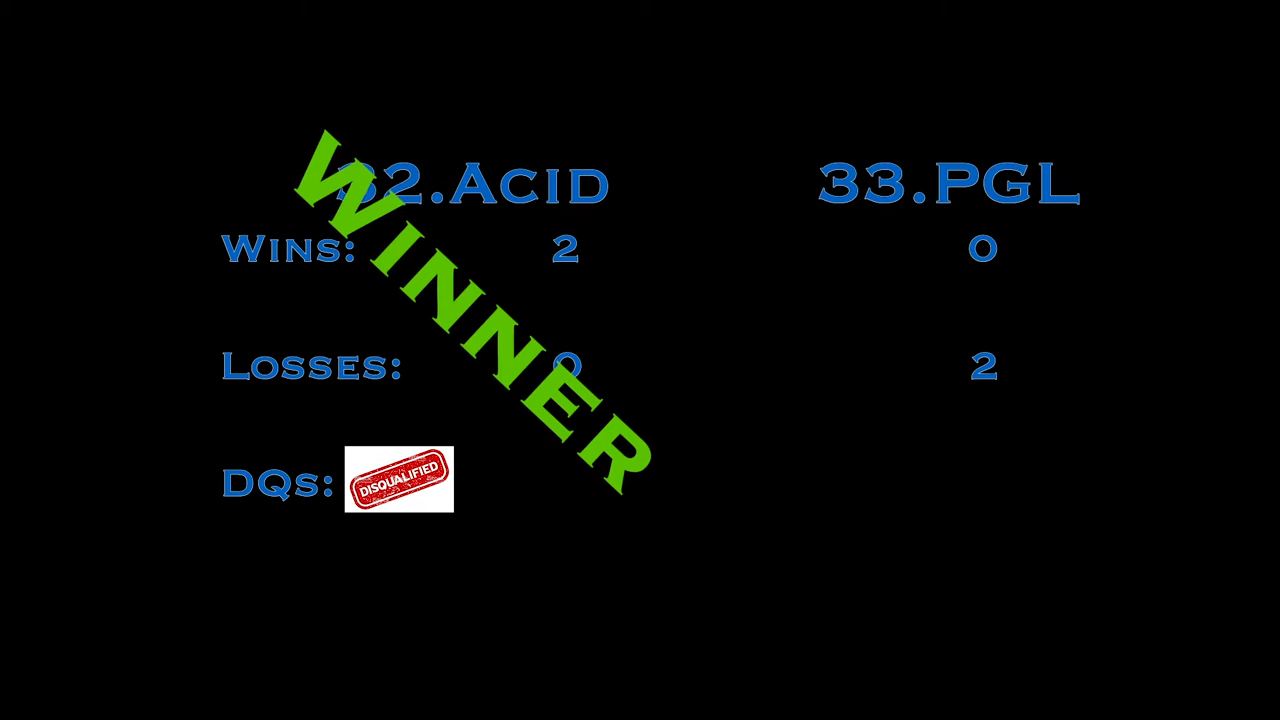 32.Acid 33.PGL
Wins: 2 0
Losses: 0 2
DQs: DISQUALIFIED
WINNER